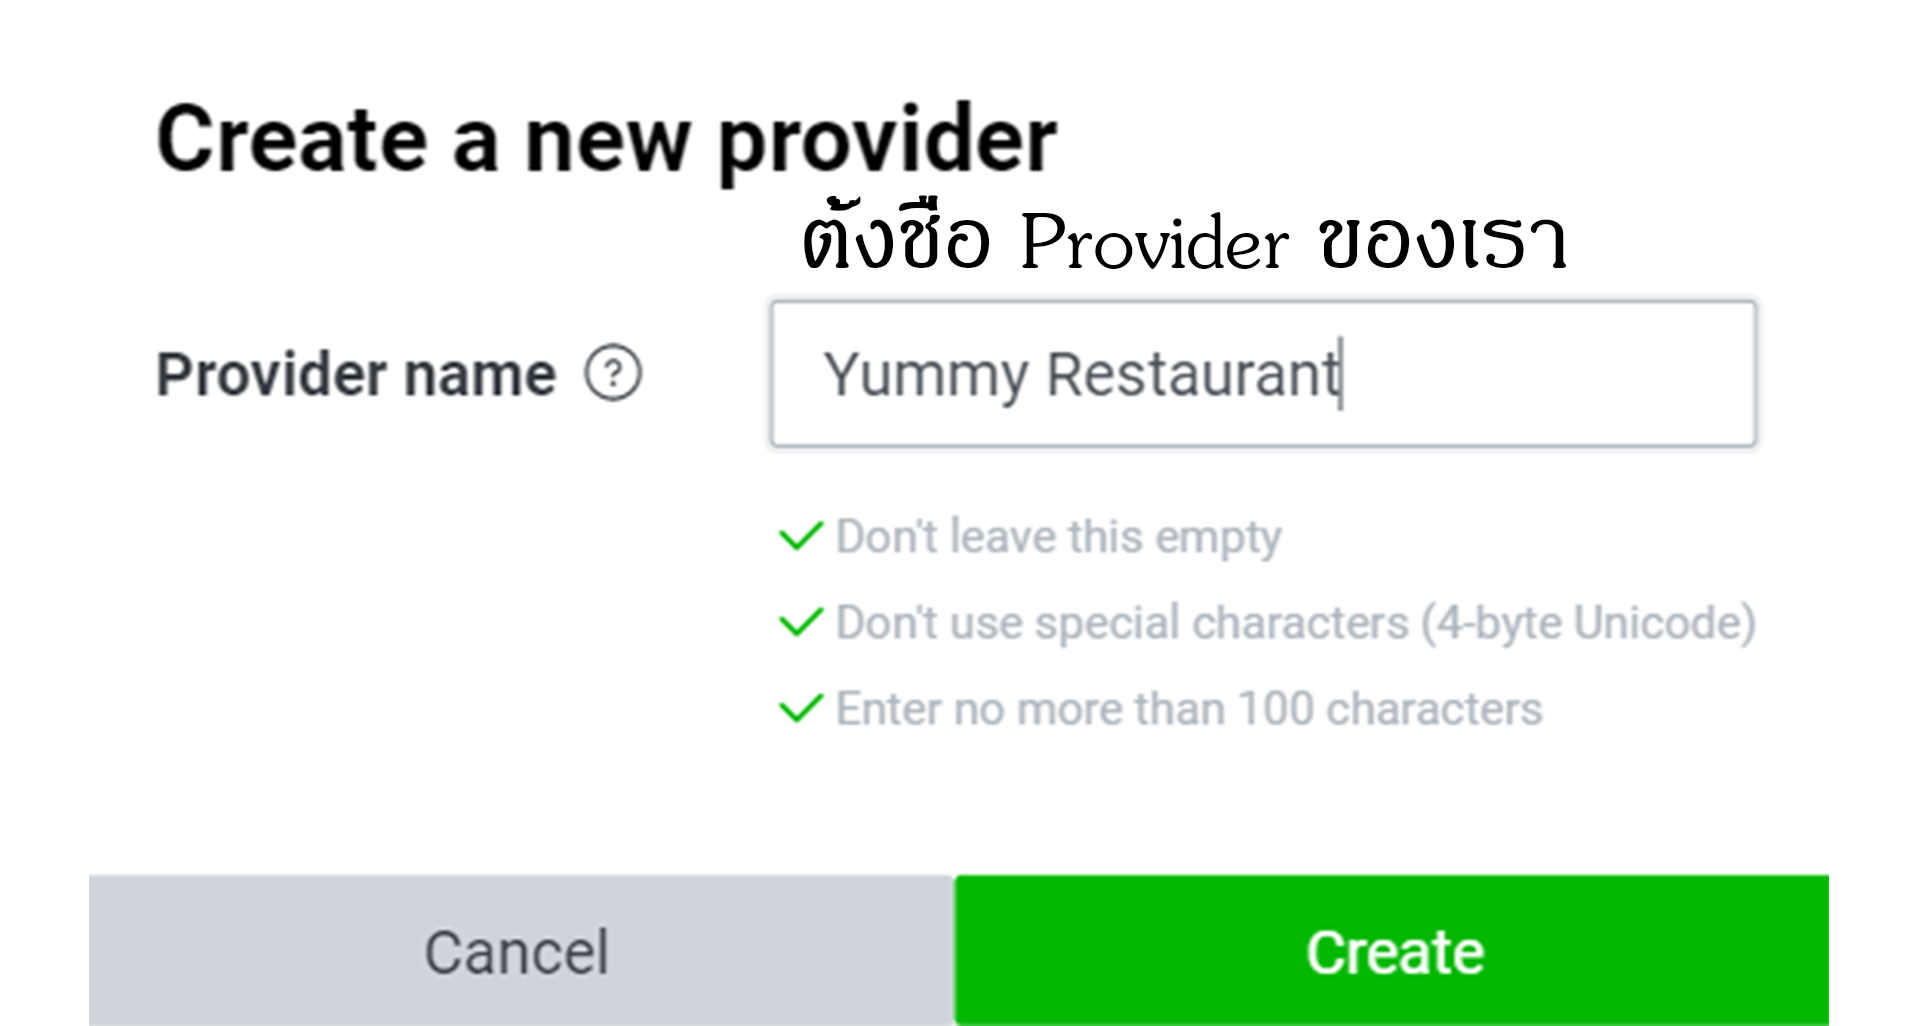 Create a new provider
ตั้งชื่อ Provider ของเรา
Provider name ?
Yummy Restaurant
Don't leave this empty
Don't use special characters (4-byte Unicode)
Enter no more than 100 characters
Cancel
Create